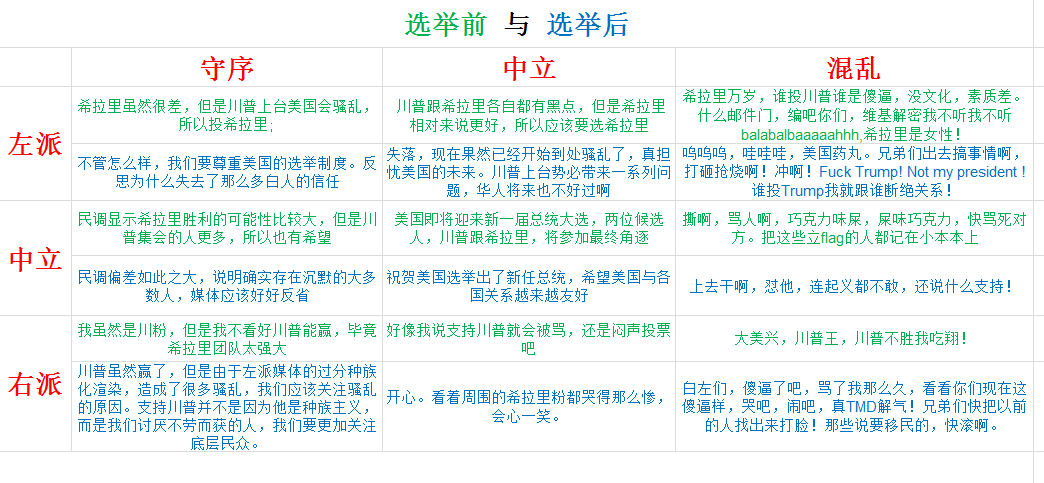 选举前 与 选举后
守序
中立
混乱
左派
希拉里虽然很差，但是川普上台美国会骚乱，
所以投希拉里;
川普跟希拉里各自都有黑点，但是希拉里
相对来说更好，所以应该要选希拉里
希拉里万岁，谁投川普谁是傻逼，没文化，素质差。
什么邮件门，编吧你们，维基解密我不听我不听
balabalbaaaaahhh,希拉里是女性！
不管怎么样，我们要尊重美国的选举制度。反
思为什么失去了那么多白人的信任
失落，现在果然已经开始到处骚乱了，真担
忧美国的未来。川普上台势必带来一系列问
题，华人将来也不好过啊
呜呜呜，哇哇哇，美国药丸。兄弟们出去搞事情啊，
打砸抢烧啊！冲啊！Fuck Trump! Not my president !
谁投Trump我就跟谁断绝关系！
中立
民调显示希拉里胜利的可能性比较大，但是川
普集会的人更多，所以也有希望
美国即将迎来新一届总统大选，两位候选
人，川普跟希拉里，将参加最终角逐
撕啊，骂人啊，巧克力味屎，屎味巧克力，快骂死对
方。把这些立flag的人都记在小本本上
民调偏差如此之大，说明确实存在沉默的大多
数人，媒体应该好好反省
祝贺美国选举出了新任总统，希望美国与各
国关系越来越友好
上去干啊，怼他，连起义都不敢，还说什么支持！
右派
我虽然是川粉，但是我不看好川普能赢，毕竟
希拉里团队太强大
好像我说支持川普就会被骂，还是闷声投票
吧
大美兴，川普王，川普不胜我吃翔！
川普虽然赢了，但是由于左派媒体的过分种族
化渲染，造成了很多骚乱，我们应该关注骚乱
的原因。支持川普并不是因为他是种族主义，
而是我们讨厌不劳而获的人，我们要更加关注
底层民众。
开心。看着周围的希拉里粉都哭得那么惨，
会心一笑。
白左们，傻逼了吧，骂了我那么久，看看你们现在这
傻逼样，哭吧，闹吧，真TMD解气！兄弟们快把以前
的人找出来打脸！那些说要移民的，快滚啊。